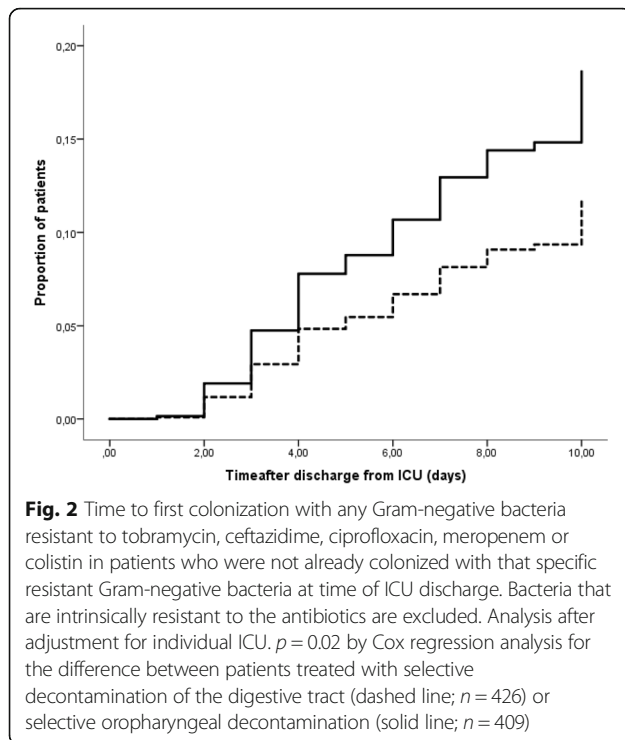 0,20
0,15
0,10
0,05
0,00
Proportion of patients
,00 2,00 4,00 6,00 8,00 10,00
Timeafter discharge from ICU (days)
Fig. 2 Time to first colonization with any Gram-negative bacteria
resistant to tobramycin, ceftazidime, ciprofloxacin, meropenem or
colistin in patients who were not already colonized with that specific
resistant Gram-negative bacteria at time of ICU discharge. Bacteria that
are intrinsically resistant to the antibiotics are excluded. Analysis after
adjustment for individual ICU. p = 0.02 by Cox regression analysis for
the difference between patients treated with selective
decontamination of the digestive tract (dashed line; n = 426) or
selective oropharyngeal decontamination (solid line; n = 409)